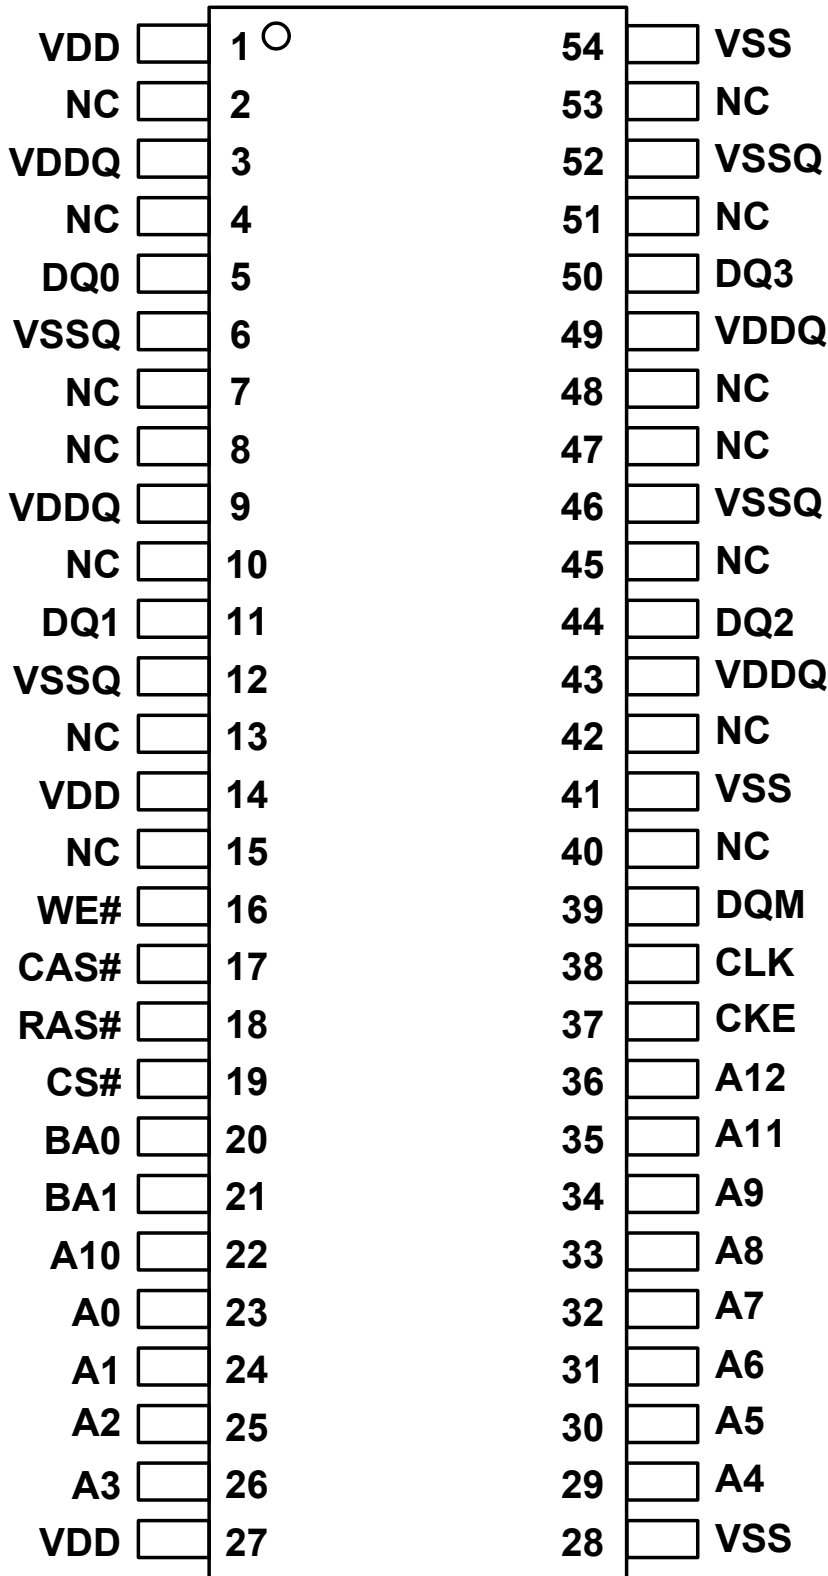 VDD 1 54 VSS
NC 2 53 NC
VDDQ 3 52 VSSQ
NC 4 51 NC
DQ0 5 50 DQ3
VSSQ 6 49 VDDQ
NC 7 48 NC
NC 8 47 NC
VDDQ 9 46 VSSQ
NC 10 45 NC
DQ1 11 44 DQ2
VSSQ 12 43 VDDQ
NC 13 42 NC
VDD 14 41 VSS
NC 15 40 NC
WE# 16 39 DQM
CAS# 17 38 CLK
RAS# 18 37 CKE
CS# 19 36 A12
BA0 20 35 A11
BA1 21 34 A9
A10 22 33 A8
A0 23 32 A7
A1 24 31 A6
A2 25 30 A5
A3 26 29 A4
VDD 27 28 VSS